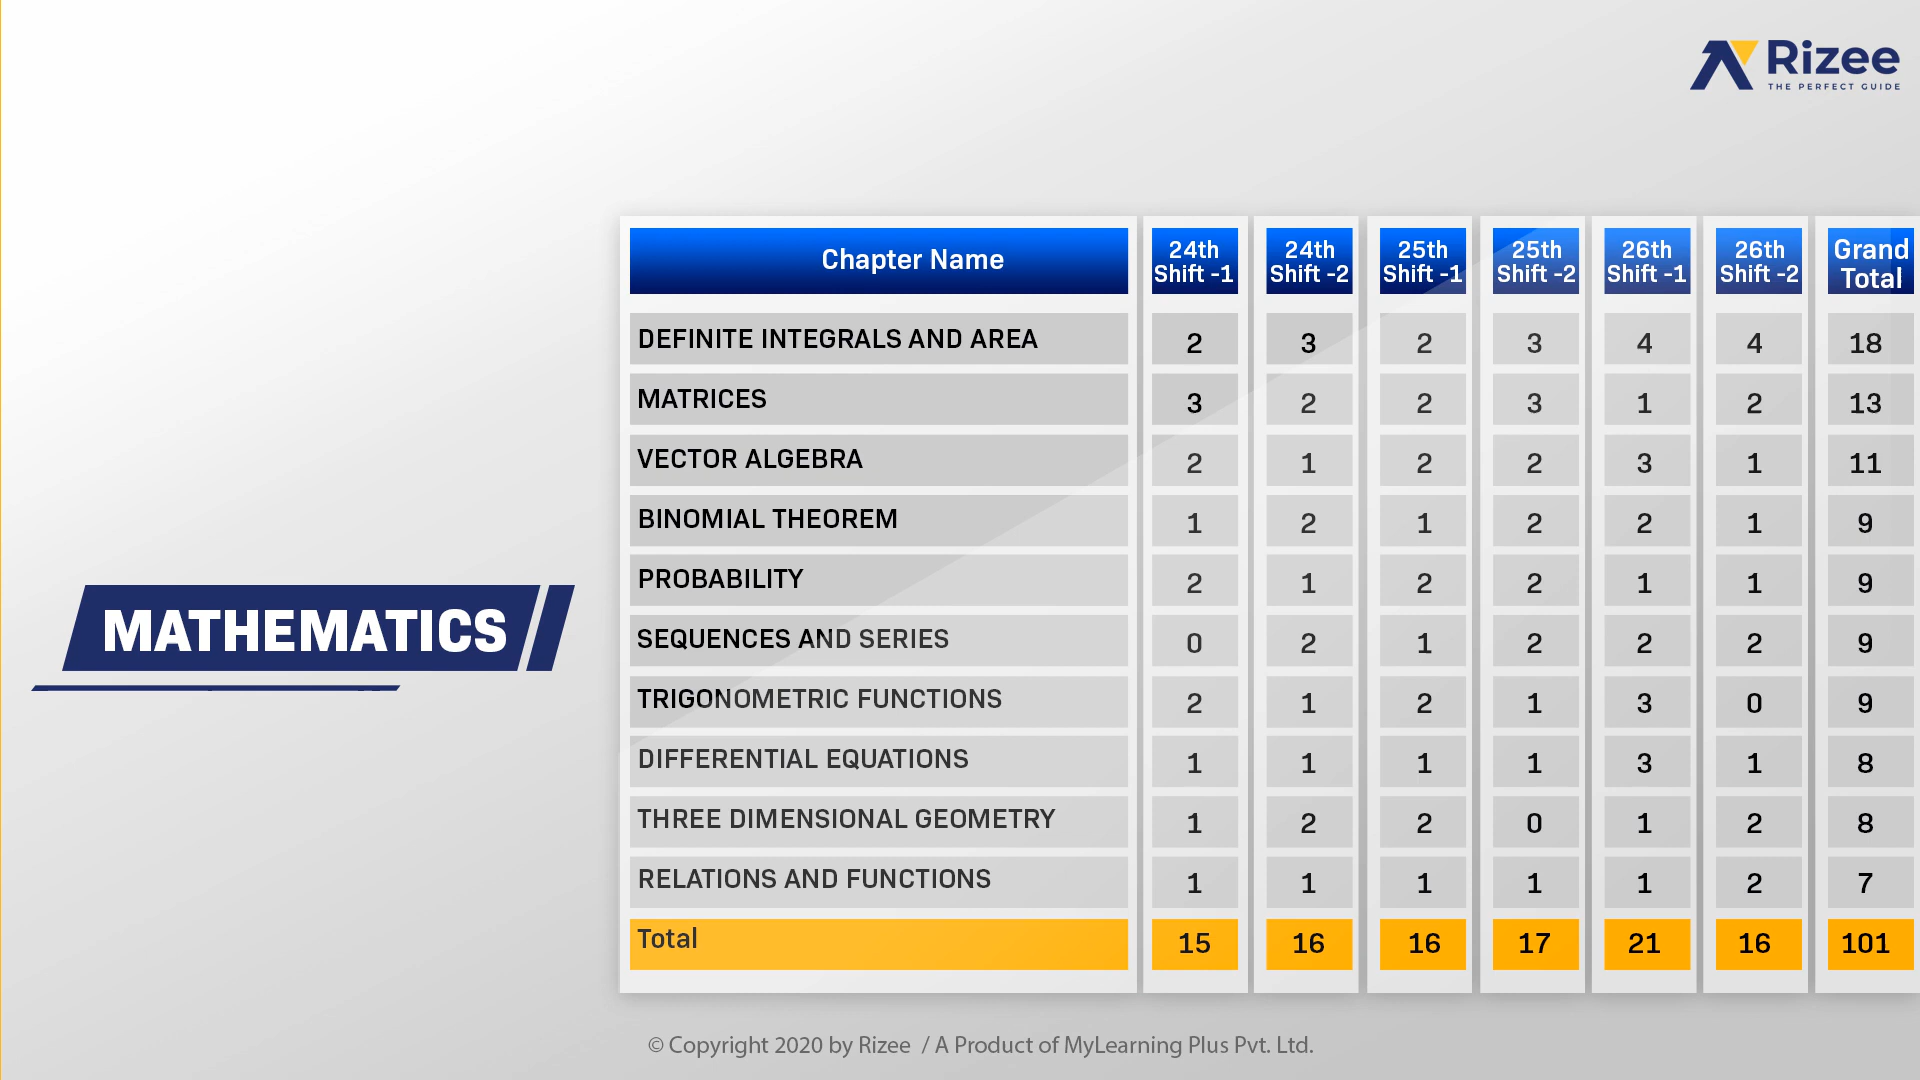 Rizee
THE PERFECT GUIDE
Chapter Name 24th Shift -1 24th Shift -2 25th Shift -1 25th Shift -2 26th Shift -1 26th Shift -2 Grand Total
DEFINITE INTEGRALS AND AREA 2 3 2 3 4 4 18
MATRICES 3 2 2 3 1 2 13
VECTOR ALGEBRA 2 1 2 2 3 1 11
BINOMIAL THEOREM 1 2 1 2 2 1 9
PROBABILITY 2 1 2 2 1 1 9
SEQUENCES AND SERIES 0 2 1 2 2 2 9
TRIGONOMETRIC FUNCTIONS 2 1 2 1 3 0 9
DIFFERENTIAL EQUATIONS 1 1 1 1 3 1 8
THREE DIMENSIONAL GEOMETRY 1 2 2 0 1 2 8
RELATIONS AND FUNCTIONS 1 1 1 1 1 2 7
Total 15 16 16 17 21 16 101
MATHEMATICS
© Copyright 2020 by Rizee / A Product of MyLearning Plus Pvt. Ltd.